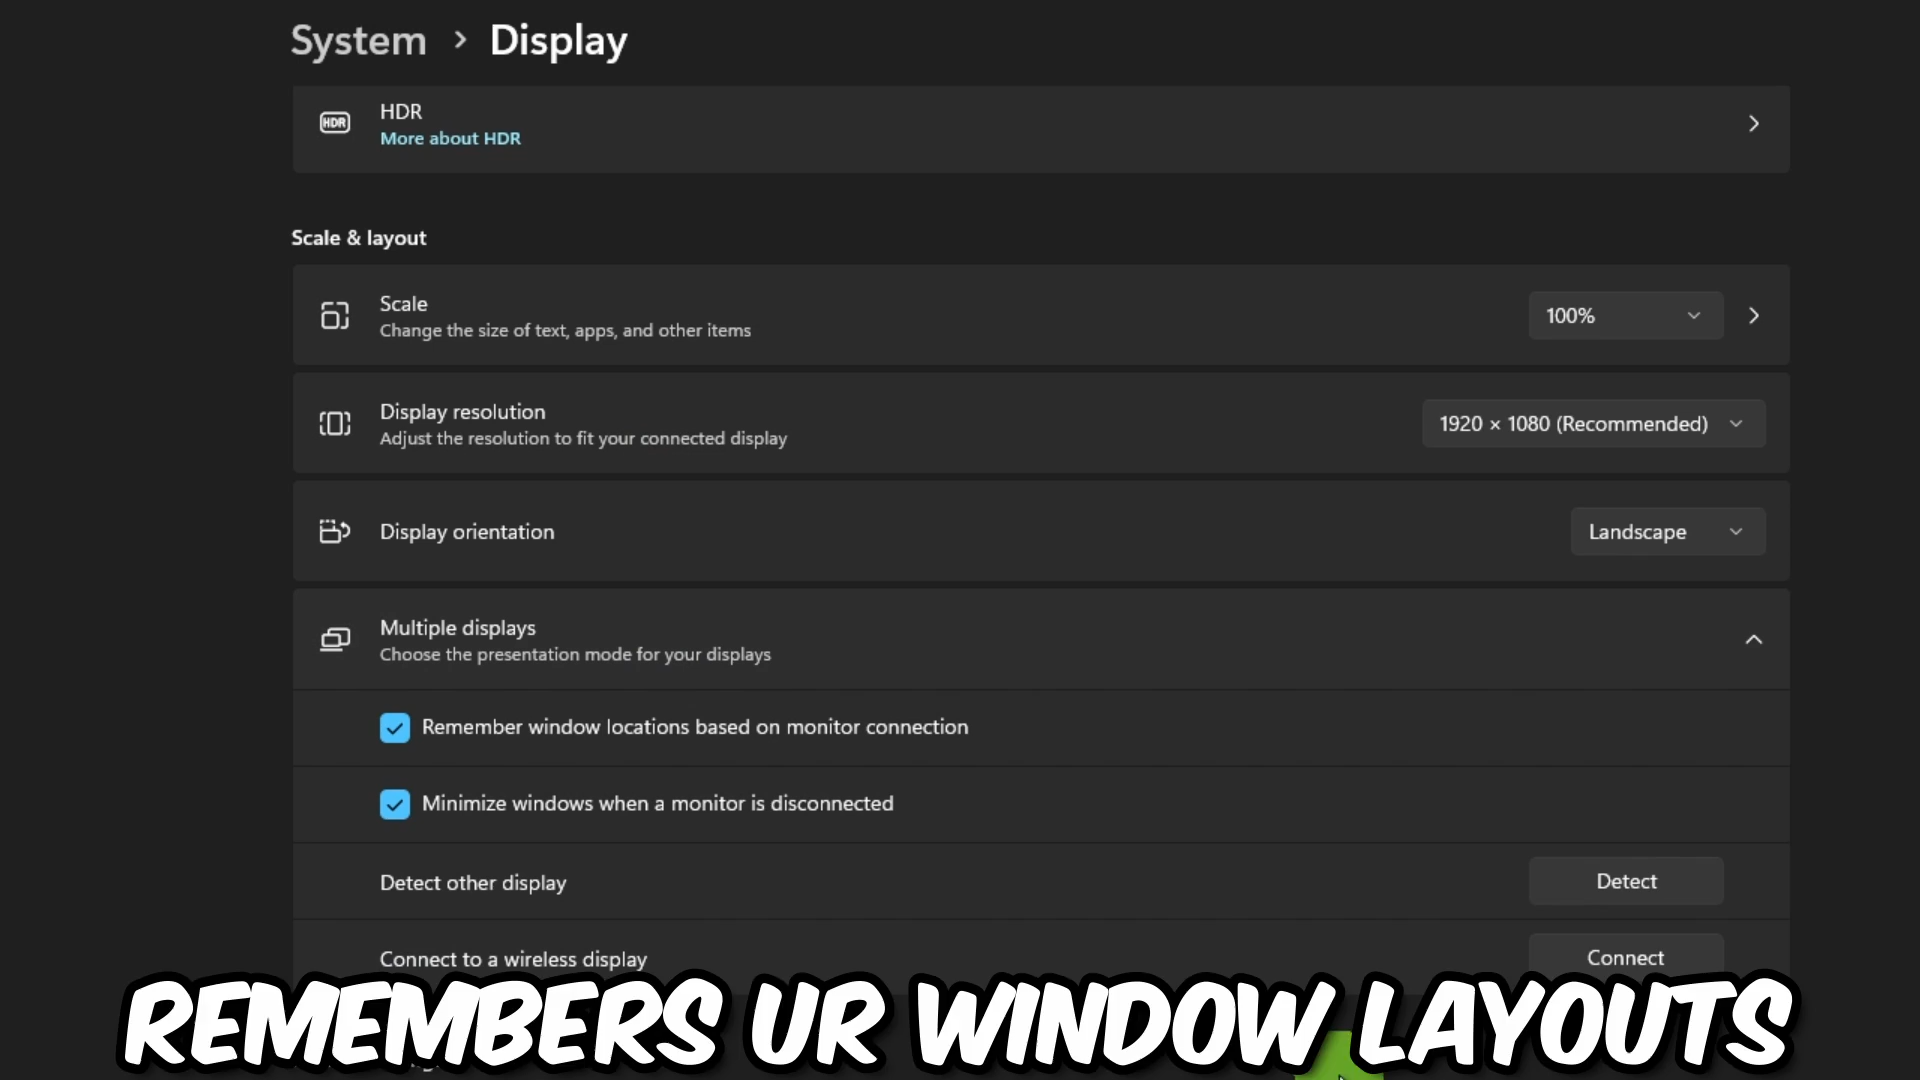 System > Display
HDR
HDR
More about HDR
Scale & layout
Scale
Change the size of text, apps, and other items
100%
Display resolution
Adjust the resolution to fit your connected display
1920 × 1080 (Recommended)
Display orientation
Landscape
Multiple displays
Choose the presentation mode for your displays
Remember window locations based on monitor connection
Minimize windows when a monitor is disconnected
Detect other display
Detect
Connect to a wireless display
Connect
REMEMBERS UR WINDOW LAYOUTS